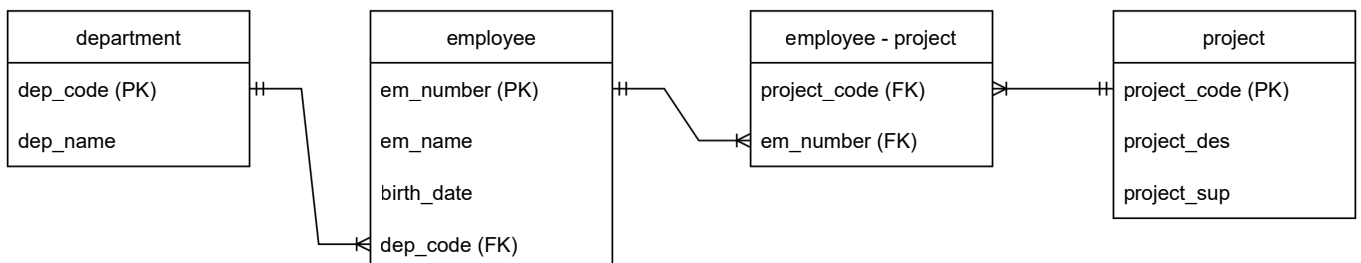 department
dep_code (PK)
dep_name
employee
em_number (PK)
em_name
birth_date
dep_code (FK)
employee - project
project_code (FK)
em_number (FK)
project
project_code (PK)
project_des
project_sup